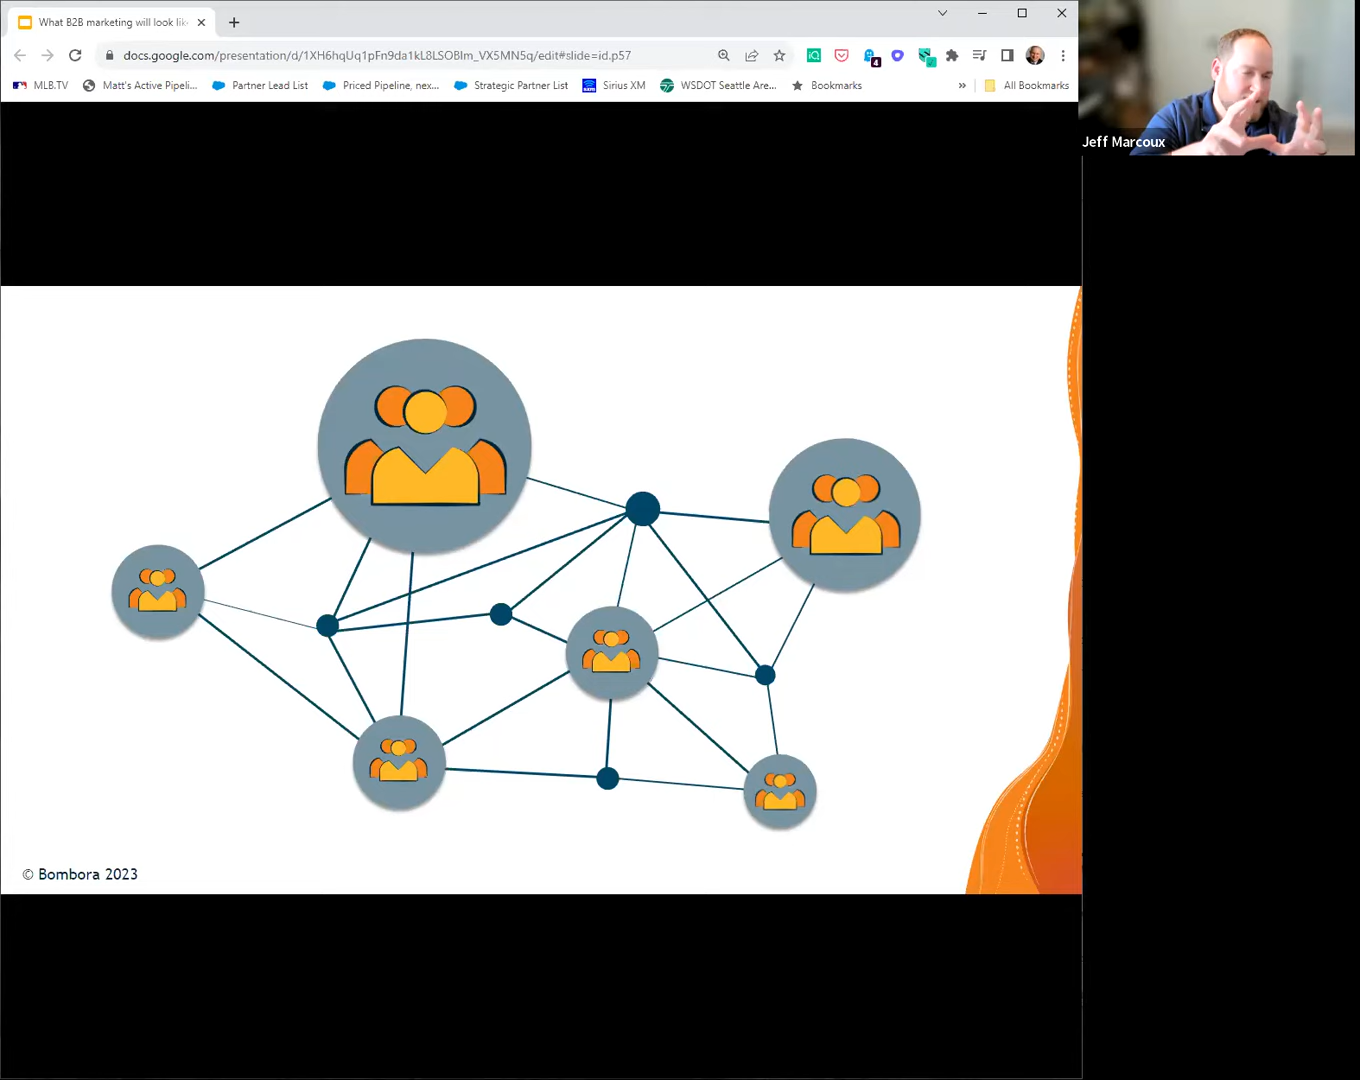 What B2B marketing will look lik
docs.google.com/presentation/d/1XH6hqUq1pFn9da1kL8LSOBIm_VX5MN5q/edit#slide=id.p57
4
MLB.TV
Matt's Active Pipeli...
Partner Lead List
Priced Pipeline, nex...
Strategic Partner List
Sirius XM
WSDOT Seattle Are...
Bookmarks
»
All Bookmarks
Jeff Marcoux
© Bombora 2023